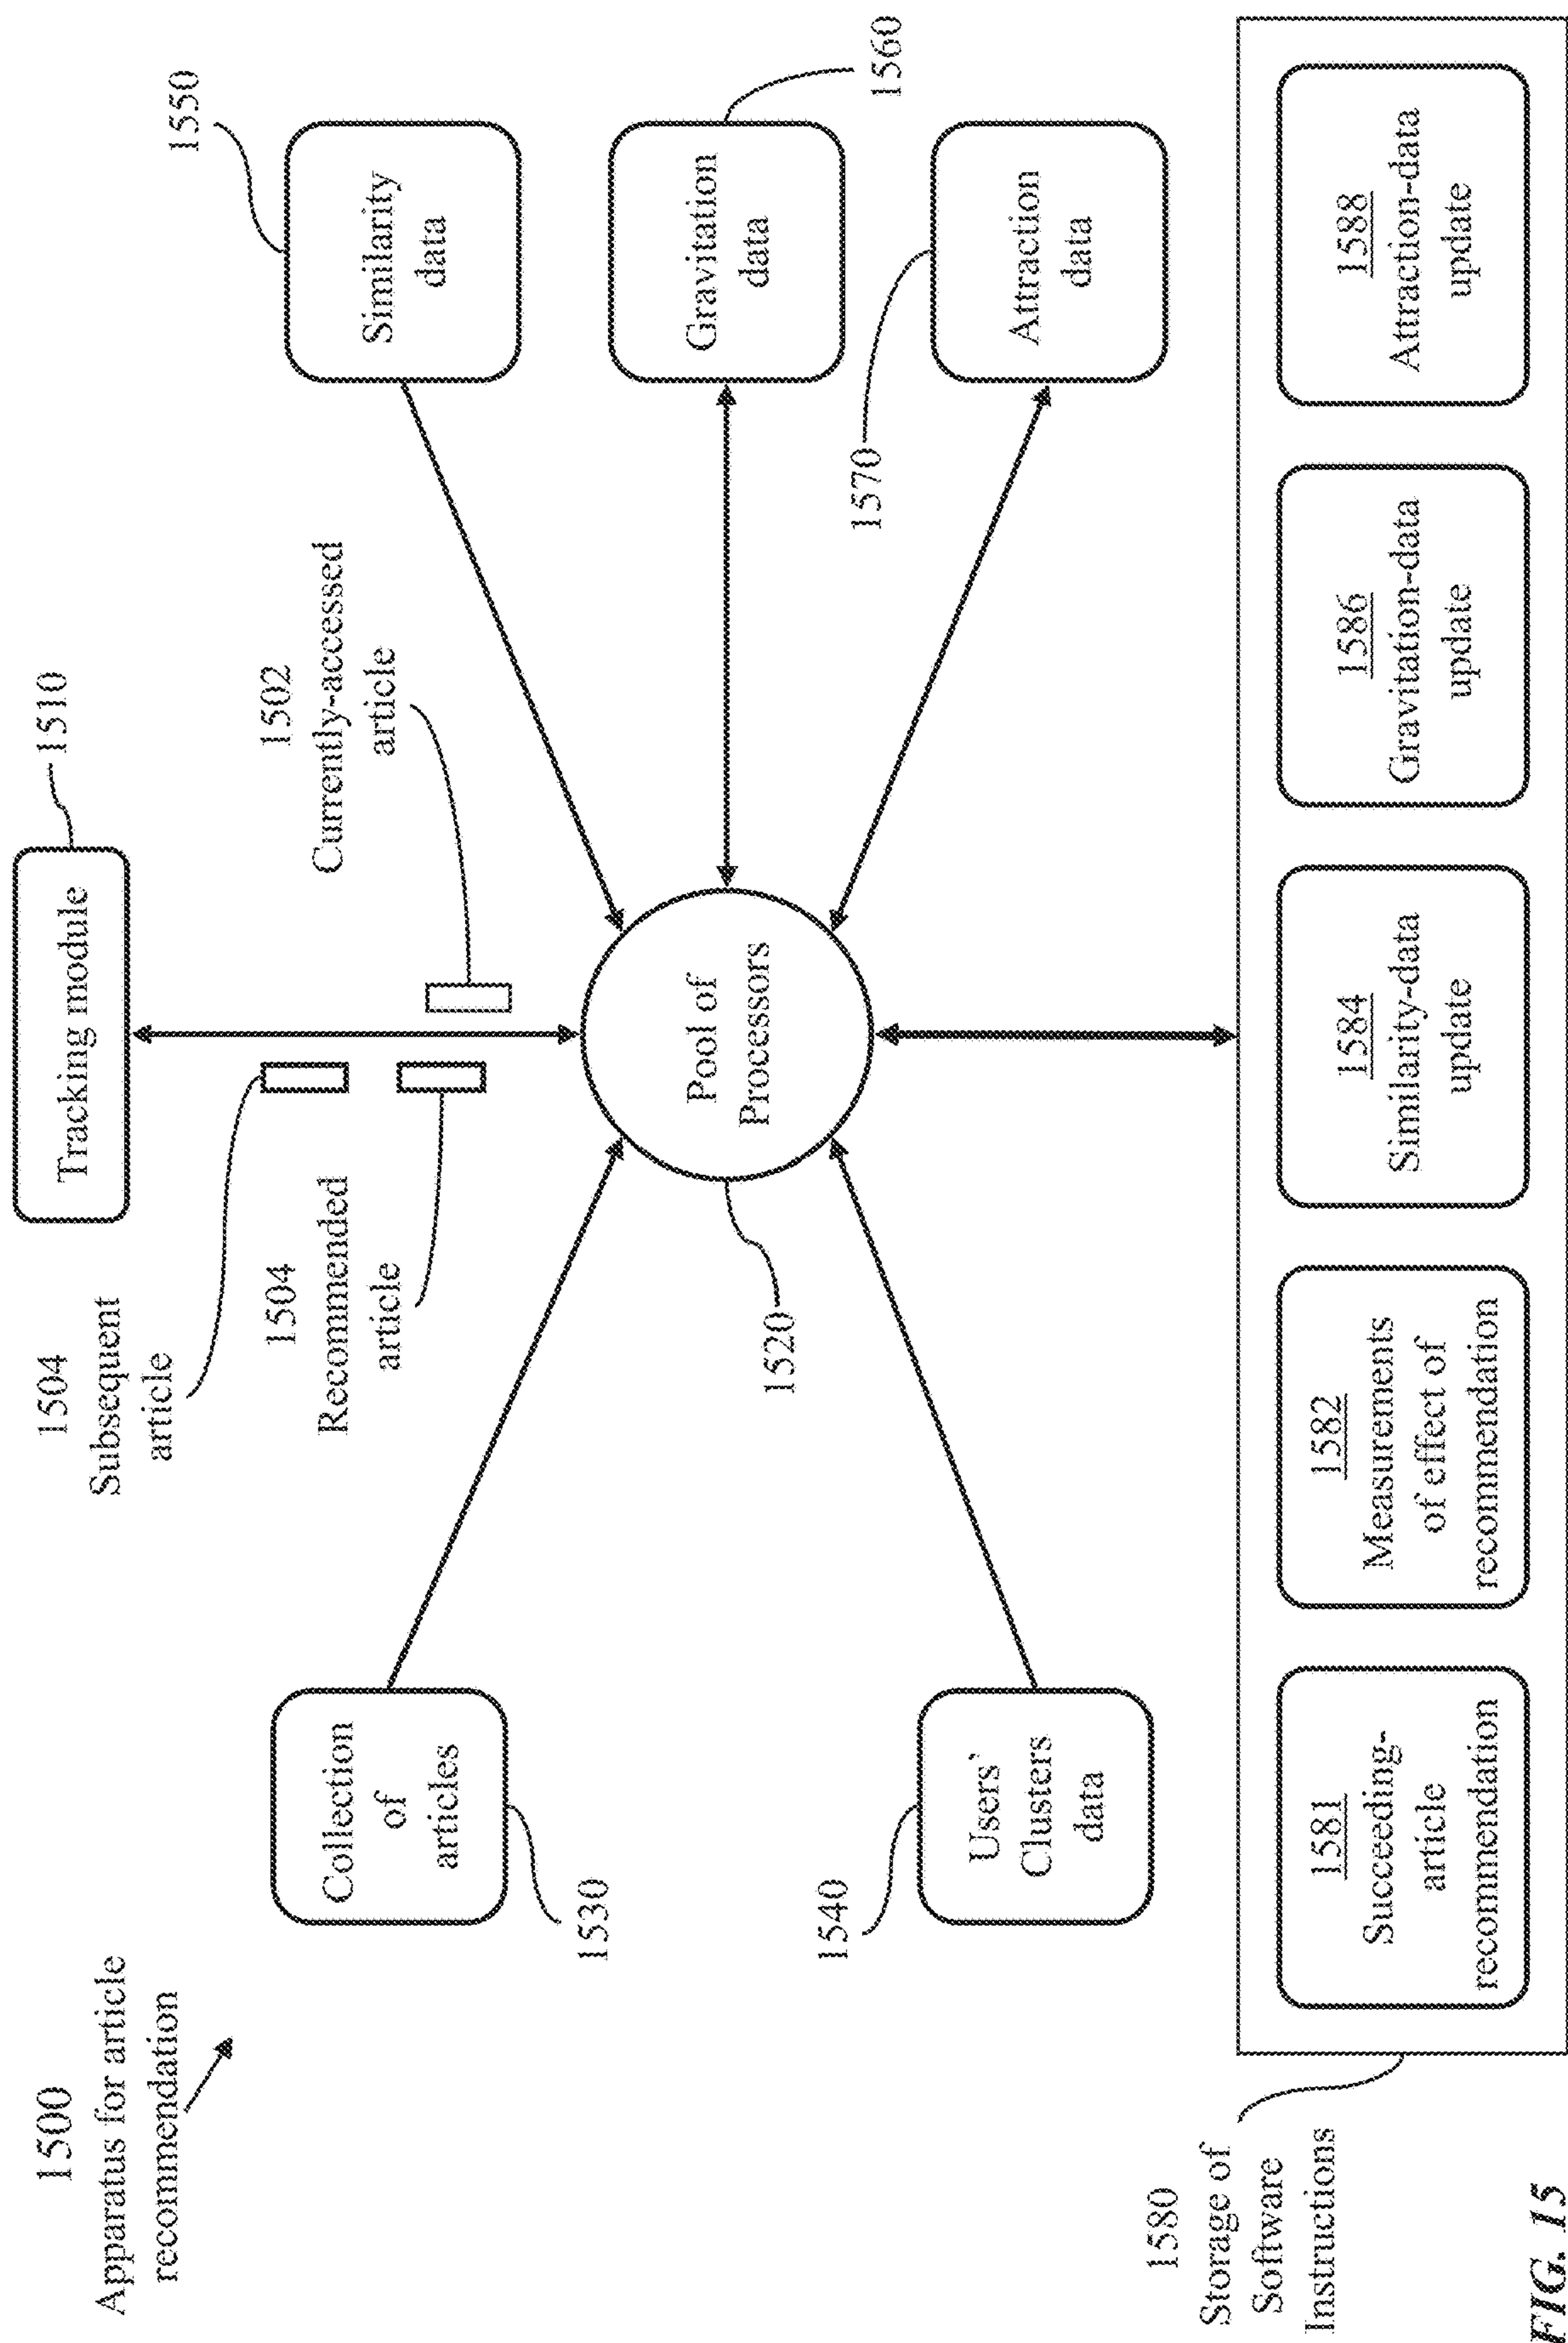 1500
Apparatus for article
recommendation
1504
Subsequent
article
Tracking module
1510
1504
Recommended
article
1502
Currently-accessed
article
1550
Collection
of
articles
1530
Similarity
data
Pool of
Processors
1520
Gravitation
data
1560
1540
Users'
Clusters
data
1570
Attraction
data
1580
Storage of
Software
Instructions
1581
Succeeding-
article
recommendation
1582
Measurements
of effect of
recommendation
1584
Similarity-data
update
1586
Gravitation-data
update
1588
Attraction-data
update
FIG. 15